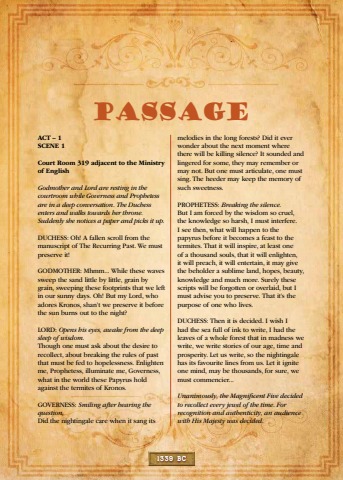 PASSAGE
ACT – 1
SCENE 1
Court Room 319 adjacent to the Ministry
of English
Godmother and Lord are resting in the
courtroom while Governess and Prophetess
are in a deep conversation. The Duchess
enters and walks towards her throne.
Suddenly she notices a paper and picks it up.
DUCHESS: Oh! A fallen scroll from the
manuscript of The Recurring Past. We must
preserve it!
GODMOTHER: Mhmm... While these waves
sweep the sand little by little, grain by
grain, sweeping these footprints that we left
in our sunny days. Oh! But my Lord, who
adores Kronos, shan't we preserve it before
the sun burns out to the night?
LORD: Opens his eyes, awake from the deep
sleep of wisdom.
Though one must ask about the desire to
recollect, about breaking the rules of past
that must be fed to hopelessness. Enlighten
me, Prophetess, illuminate me, Governess,
what in the world these Papyrus hold
against the termites of Kronos.
GOVERNESS: Smiling after hearing the
question,
Did the nightingale care when it sang its
melodies in the long forests? Did it ever
wonder about the next moment where
there will be killing silence? It sounded and
lingered for some, they may remember or
may not. But one must articulate, one must
sing. The heeder may keep the memory of
such sweetness.
PROPHETESS: Breaking the silence.
But I am forced by the wisdom so cruel,
the knowledge so harsh, I must interfere.
I see then, what will happen to the
papyrus before it becomes a feast to the
termites. That it will inspire, at least one
of a thousand souls, that it will enlighten,
it will preach, it will entertain, it may give
the beholder a sublime land, hopes, beauty,
knowledge and much more. Surely these
scripts will be forgotten or overlaid, but I
must advise you to preserve. That it's the
purpose of one who lives.
DUCHESS: Then it is decided. I wish I
had the sea full of ink to write, I had the
leaves of a whole forest that in madness we
write, we write stories of our age, time and
prosperity. Let us write, so the nightingale
has its favourite lines from us. Let it ignite
one mind, may be thousands, for sure, we
must commencier...
Unanimously, the Magnificent Five decided
to recollect every jewel of the time. For
recognition and authenticity, an audience
with His Majesty was decided.
1339 BC